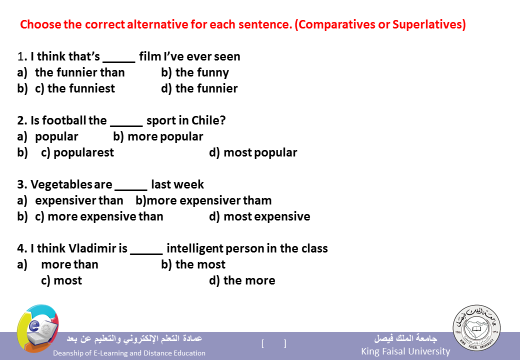 Choose the correct alternative for each sentence. (Comparatives or Superlatives)
1. I think that's _____ film I've ever seen
a) the funnier than b) the funny
b) c) the funniest d) the funnier
2. Is football the _____ sport in Chile?
a) popular b) more popular
b) c) popularest d) most popular
3. Vegetables are _____ last week
a) expensiver than b)more expensiver tham
b) c) more expensive than d) most expensive
4. I think Vladimir is _____ intelligent person in the class
a) more than b) the most
c) most d) the more
عمادة التعلم الإلكتروني والتعليم عن بعد
Deanship of E-Learning and Distance Education
[ ]
جامعة الملك فيصل
King Faisal University